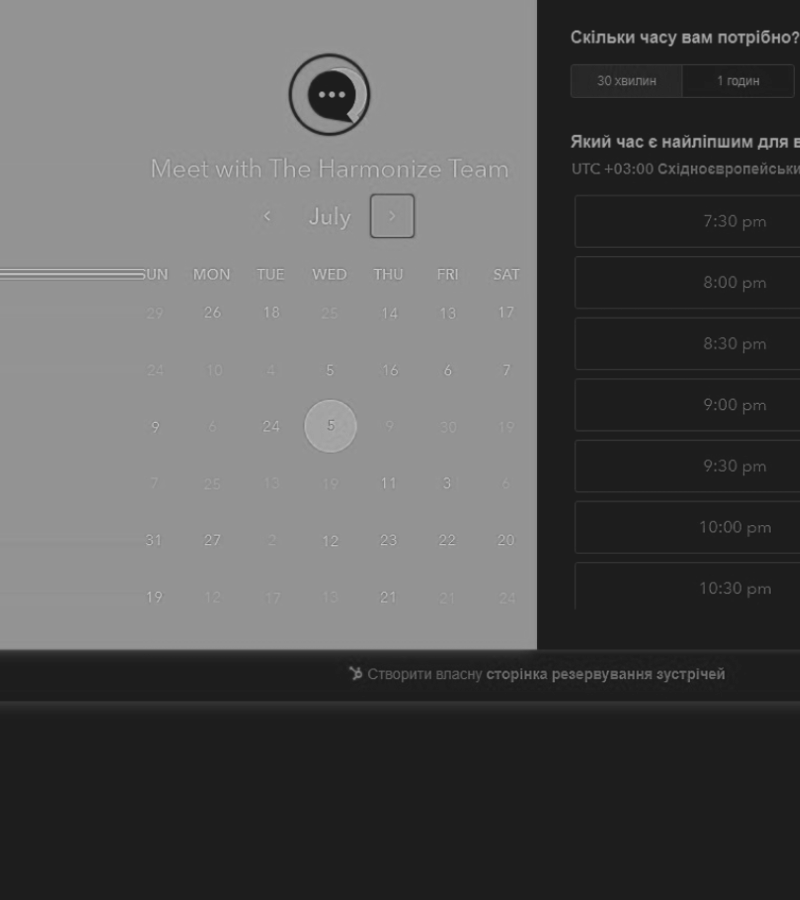 Meet with The Harmonize Team
July
SUN MON TUE WED THU FRI SAT
29 26 18 25 14 13 17
24 10 4 5 16 6 7
9 6 24 5 9 30 19
7 25 13 19 11 3 6
31 27 2 12 23 22 20
19 12 17 13 21 21 24
Скільки часу вам потрібно?
30 хвилин 1 годин
Який час є найліпшим для в
UTC +03:00 Східноєвропейськи
7:30 pm
8:00 pm
8:30 pm
9:00 pm
9:30 pm
10:00 pm
10:30 pm
Створити власну сторінка резервування зустрічей